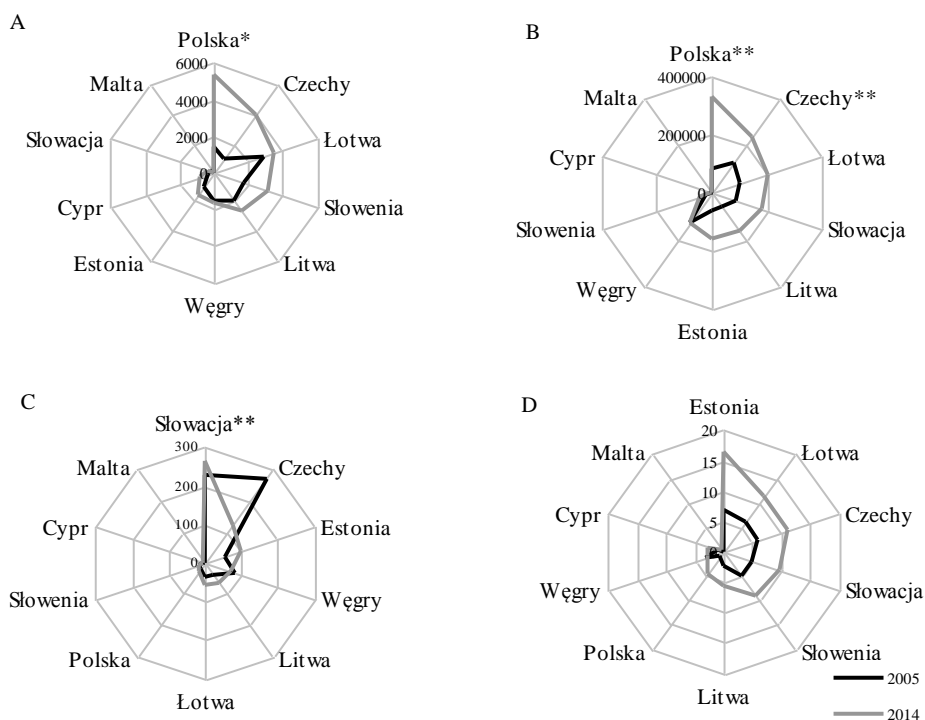 A
Polska*
6000
4000
2000
0
Czechy
Łotwa
Słowenia
Litwa
Węgry
Estonia
Cypr
Słowacja
Malta
B
Polska**
400000
200000
0
Czechy**
Łotwa
Słowacja
Litwa
Estonia
Węgry
Słowenia
Cypr
Malta
C
Słowacja**
300
200
100
0
Czechy
Estonia
Węgry
Litwa
Łotwa
Polska
Słowenia
Cypr
Malta
D
Estonia
20
15
10
5
0
Łotwa
Czechy
Słowacja
Słowenia
Litwa
Polska
Węgry
Cypr
Malta
2005
2014